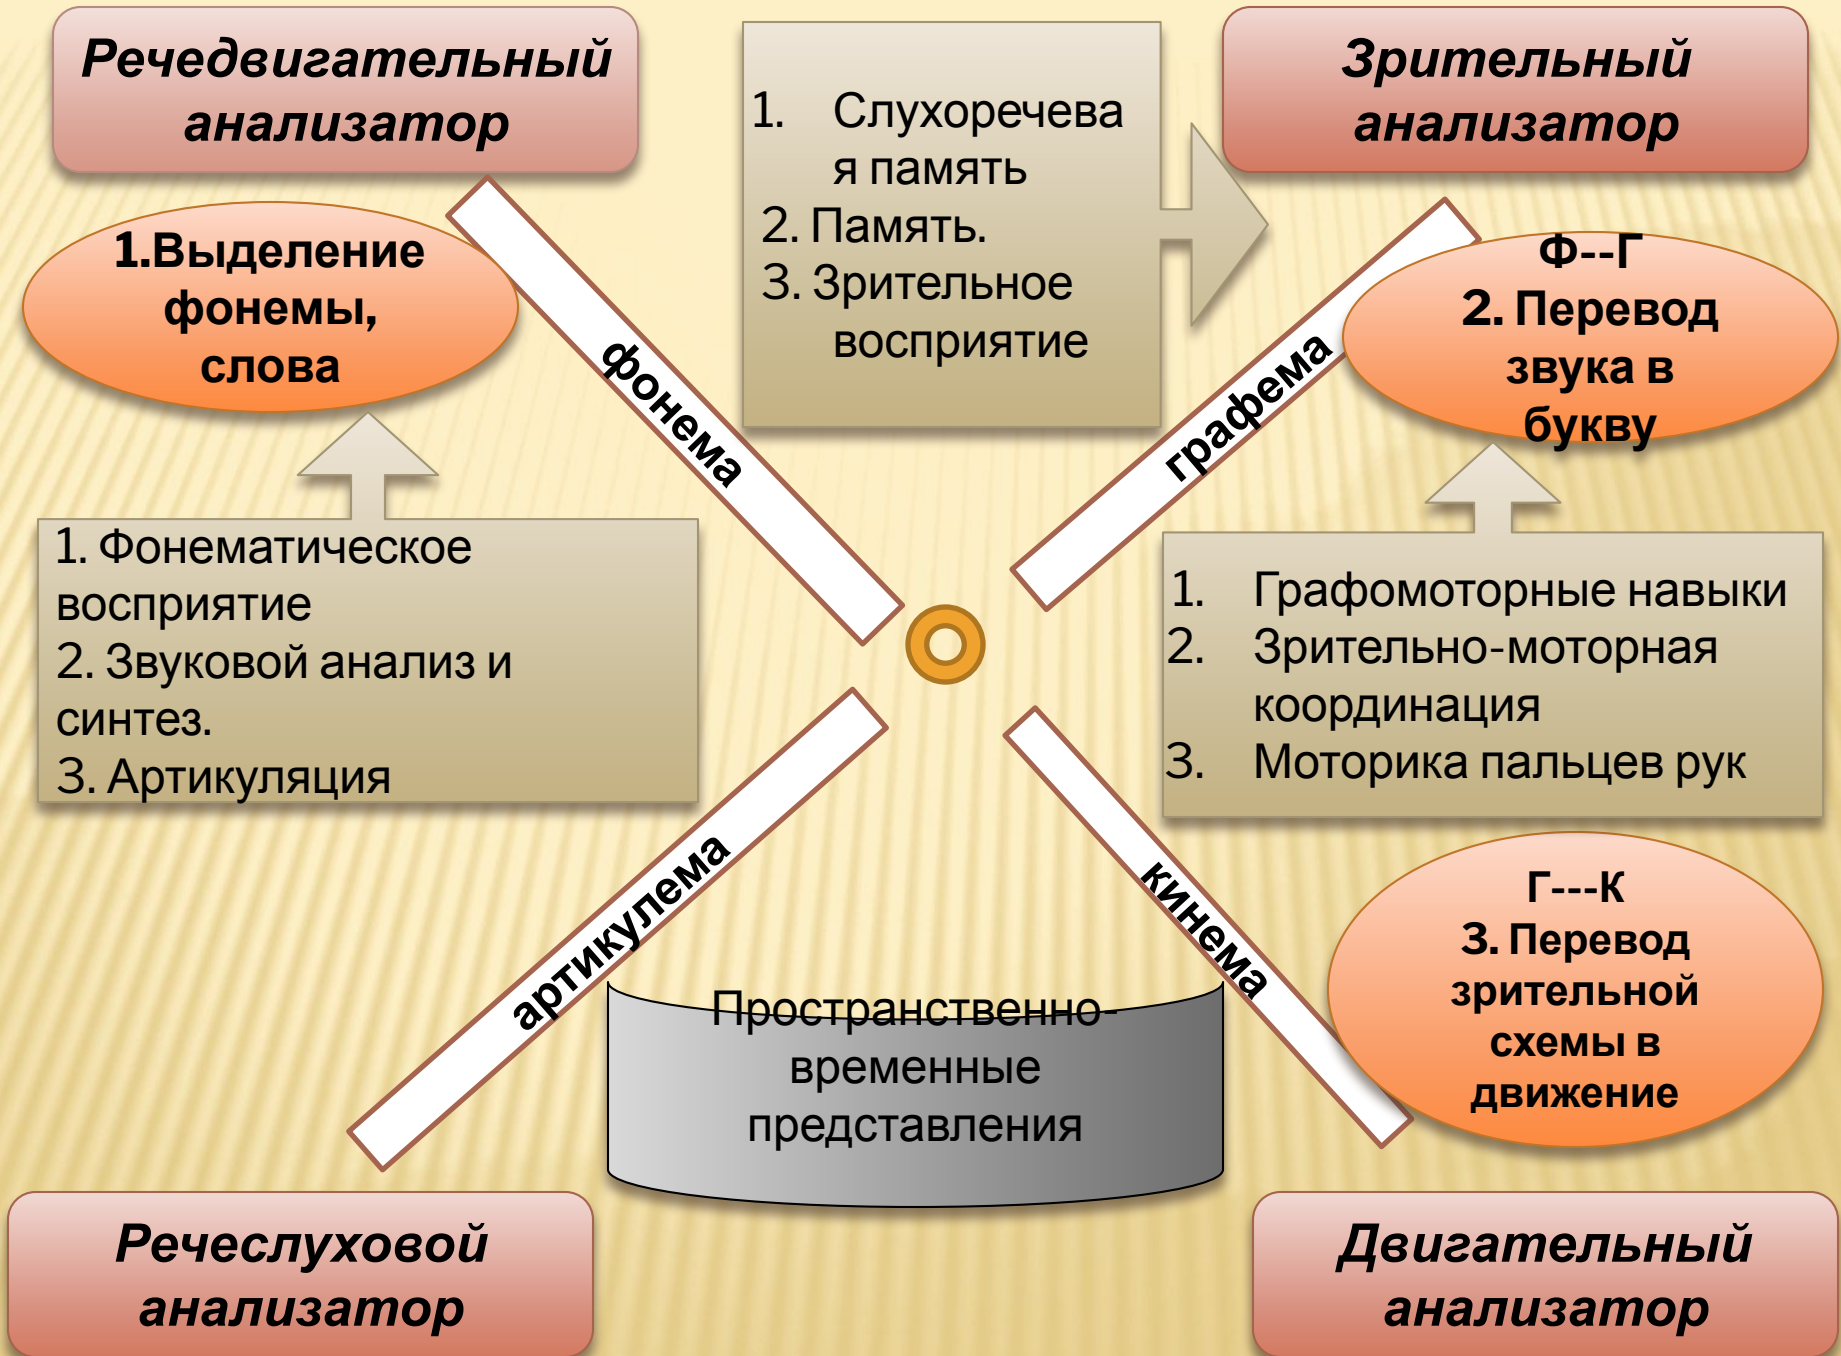 Речедвигательный
анализатор
1. Слухоречева
я память
2. Память.
3. Зрительное
восприятие
Зрительный
анализатор
1.Выделение
фонемы,
слова
фонема
графема
Ф--Г
2. Перевод
звука в
букву
1. Фонематическое
восприятие
2. Звуковой анализ и
синтез.
3. Артикуляция
1. Графомоторные навыки
2. Зрительно-моторная
координация
3. Моторика пальцев рук
артикулема
кинема
Г---К
3. Перевод
зрительной
схемы в
движение
Пространственно-
временные
представления
Речеслуховой
анализатор
Двигательный
анализатор